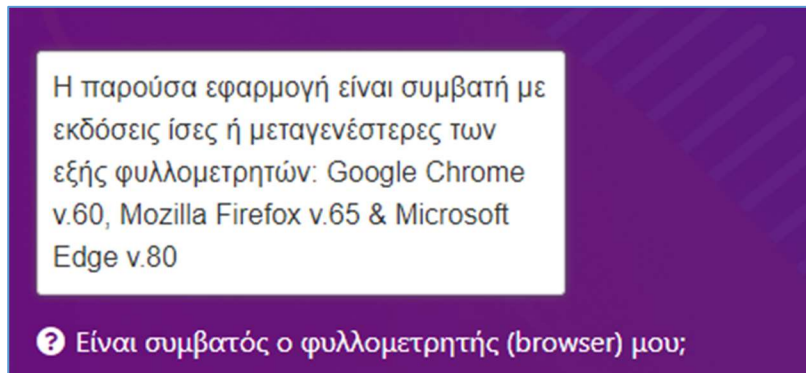 Η παρούσα εφαρμογή είναι συμβατή με
εκδόσεις ίσες ή μεταγενέστερες των
εξής φυλλομετρητών: Google Chrome
v.60, Mozilla Firefox v.65 & Microsoft
Edge v.80
Είναι συμβατός ο φυλλομετρητής (browser) μου;